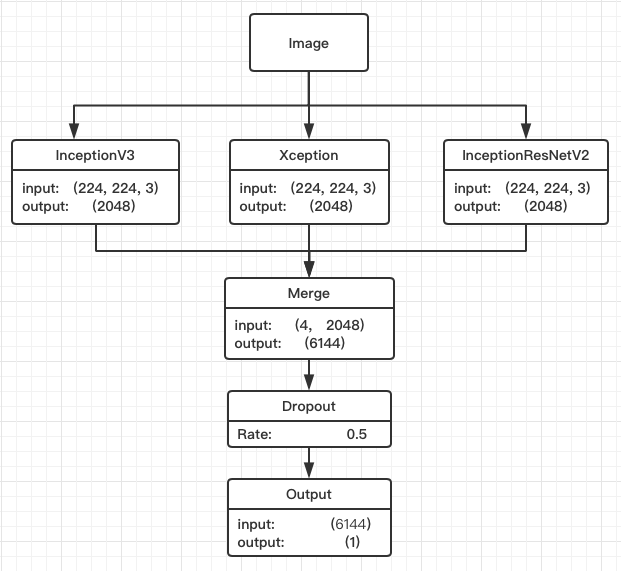 Image
InceptionV3
input: (224, 224, 3)
output: (2048)
Xception
input: (224, 224, 3)
output: (2048)
InceptionResNetV2
input: (224, 224, 3)
output: (2048)
Merge
input: (4, 2048)
output: (6144)
Dropout
Rate: 0.5
Output
input: (6144)
output: (1)